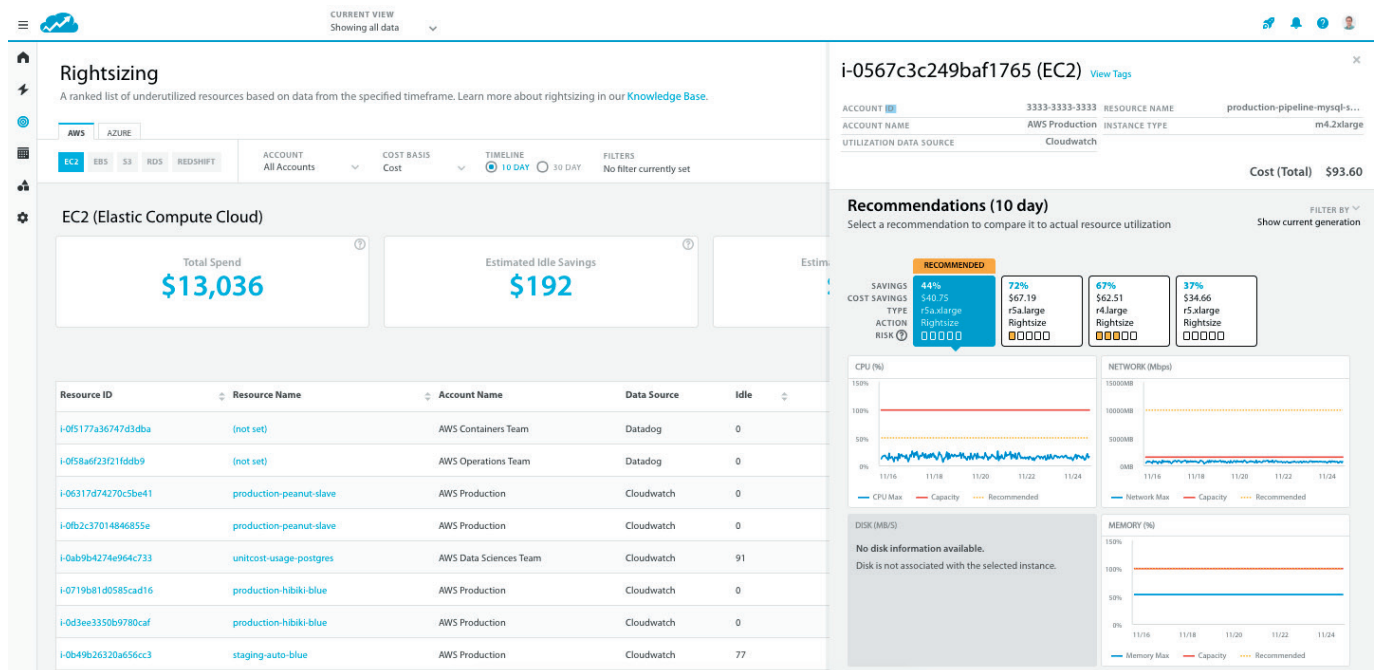 CURRENT VIEW
Showing all data
Rightsizing
A ranked list of underutilized resources based on data from the specified timeframe. Learn more about rightsizing in our Knowledge Base.
AWS AZURE
EC2 EBS S3 RDS REDSHIFT
ACCOUNT
All Accounts
COST BASIS
Cost
TIMELINE
10 DAY 30 DAY
FILTERS
No filter currently set
EC2 (Elastic Compute Cloud)
Total Spend
$13,036
Estimated Idle Savings
$192
Estim
Resource ID Resource Name Account Name Data Source Idle
i-0f5177a36747d3dba (not set) AWS Containers Team Datadog 0
i-0f58a6f23f21fddb9 (not set) AWS Operations Team Datadog 0
i-06317d74270c5be41 production-peanut-slave AWS Production Cloudwatch 0
i-0fb2c37014846855e production-peanut-slave AWS Production Cloudwatch 0
i-0ab9b4274e964c733 unitcost-usage-postgres AWS Data Sciences Team Cloudwatch 91
i-0719b81d0585cad16 production-hibiki-blue AWS Production Cloudwatch 0
i-0d3ee3350b9780caf production-hibiki-blue AWS Production Cloudwatch 0
i-0b49b26320a656cc3 staging-auto-blue AWS Production Cloudwatch 77
i-0567c3c249baf1765 (EC2) View Tags
ACCOUNT ID 3333-3333-3333 RESOURCE NAME production-pipeline-mysql-s...
ACCOUNT NAME AWS Production INSTANCE TYPE m4.2xlarge
UTILIZATION DATA SOURCE Cloudwatch
Cost (Total) $93.60
Recommendations (10 day)
Select a recommendation to compare it to actual resource utilization
FILTER BY
Show current generation
RECOMMENDED
SAVINGS 44% 72% 67% 37%
COST SAVINGS $40.75 $67.19 $62.51 $34.66
TYPE r5a.xlarge r5a.large r4.large r5.xlarge
ACTION Rightsize Rightsize Rightsize Rightsize
RISK
CPU (%)
150%
100%
50%
0%
11/16 11/18 11/20 11/22 11/24
CPU Max Capacity Recommended
NETWORK (Mbps)
15000MB
10000MB
5000MB
0MB
11/16 11/18 11/20 11/22 11/24
Network Max Capacity Recommended
DISK (MB/S)
No disk information available.
Disk is not associated with the selected instance.
MEMORY (%)
150%
100%
50%
0%
11/16 11/18 11/20 11/22 11/24
Memory Max Capacity Recommended